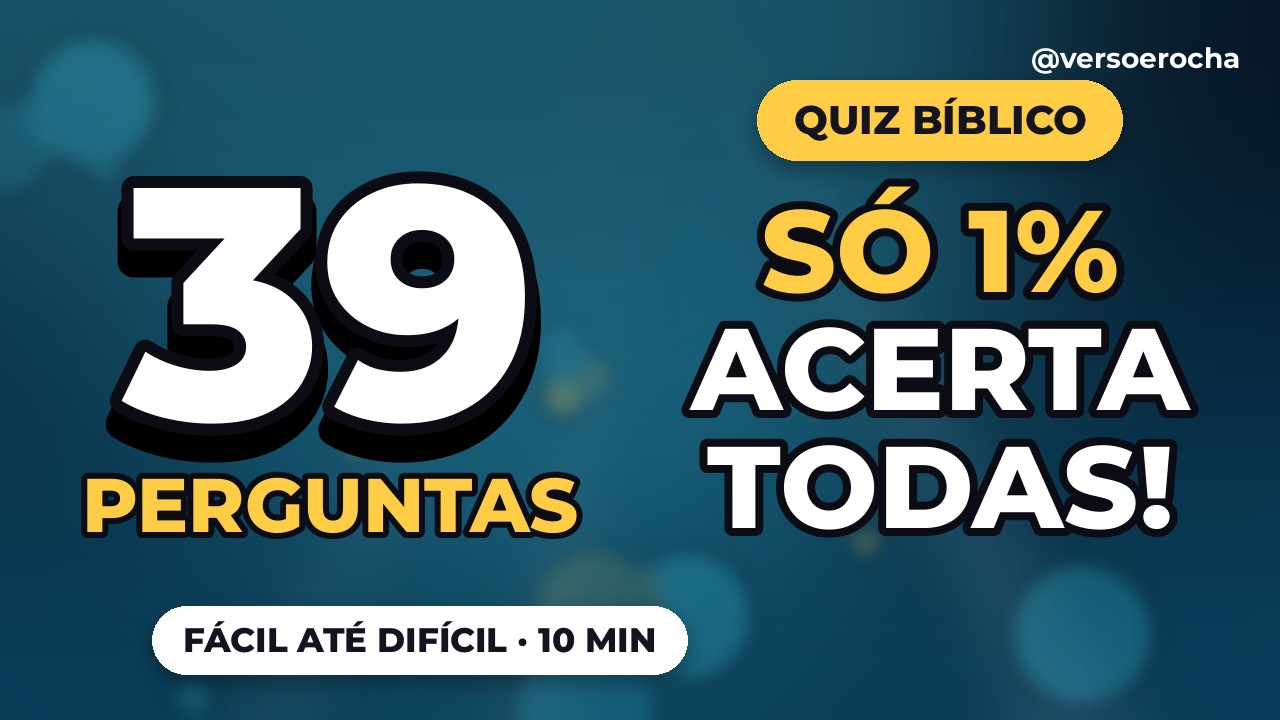 @versoerocha
QUIZ BÍBLICO
39
PERGUNTAS
SÓ 1%
ACERTA
TODAS!
FÁCIL ATÉ DIFÍCIL · 10 MIN